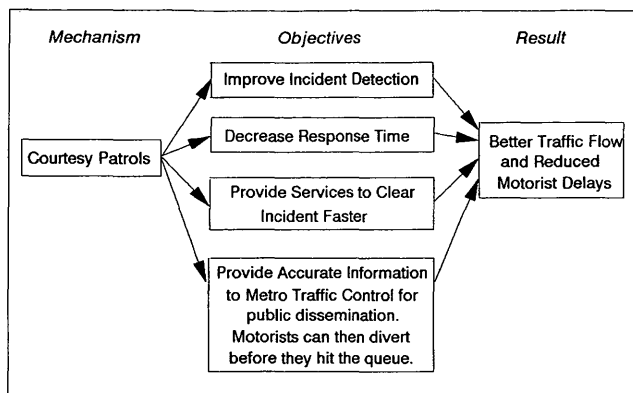 Mechanism Objectives Result
Improve Incident Detection
Decrease Response Time
Courtesy Patrols
Provide Services to Clear
Incident Faster
Provide Accurate Information
to Metro Traffic Control for
public dissemination.
Motorists can then divert
before they hit the queue.
Better Traffic Flow
and Reduced
Motorist Delays